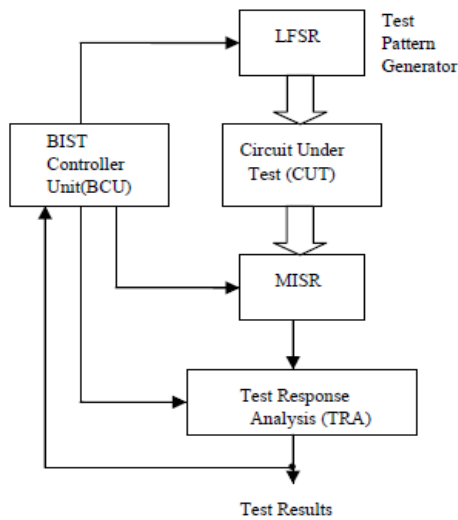 LFSR
Test
Pattern
Generator
BIST
Controller
Unit(BCU)
Circuit Under
Test (CUT)
MISR
Test Response
Analysis (TRA)
Test Results